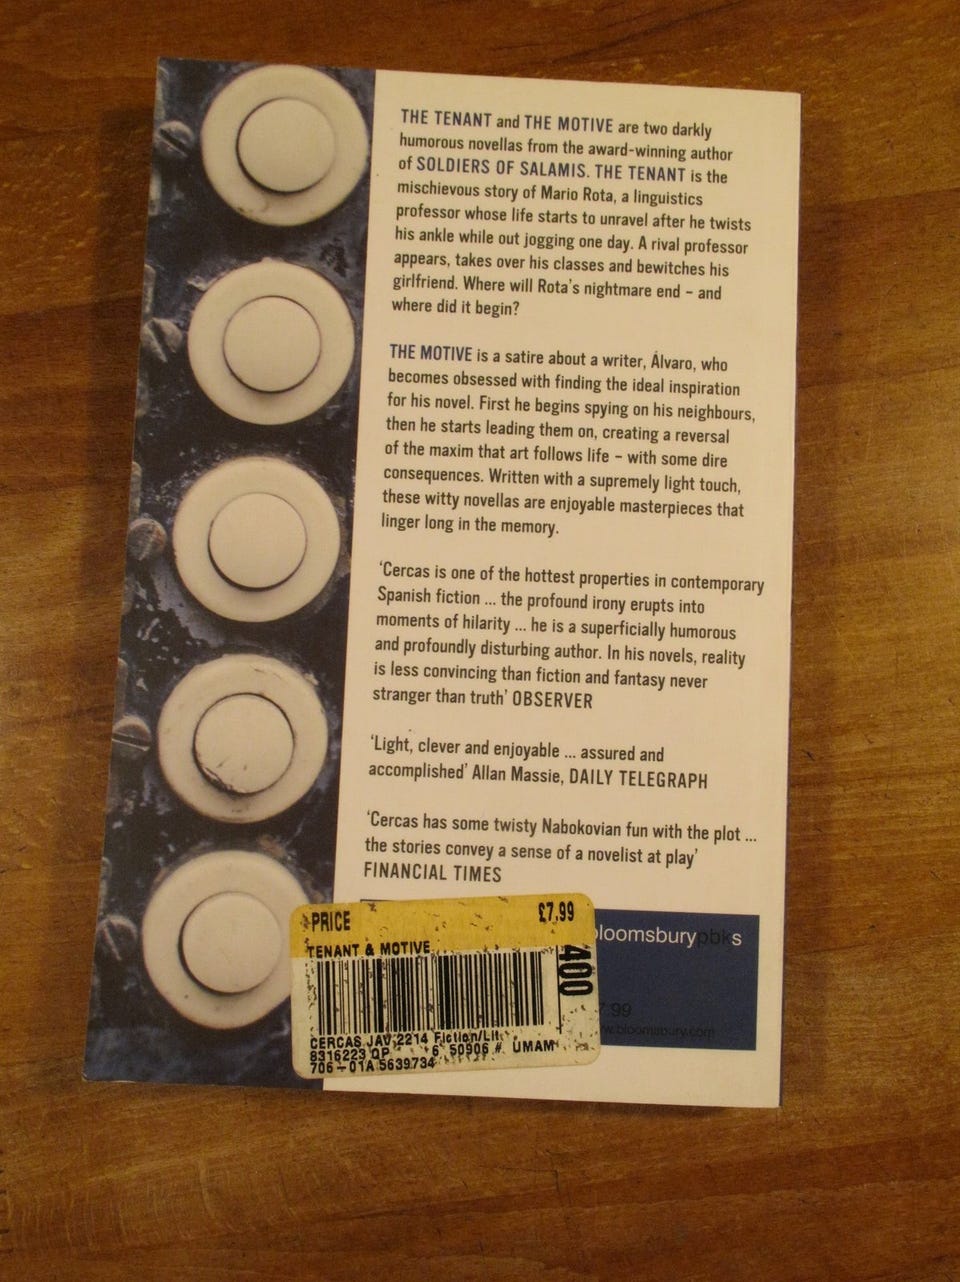 THE TENANT and THE MOTIVE are two darkly
humorous novellas from the award-winning author
of SOLDIERS OF SALAMIS. THE TENANT is the
mischievous story of Mario Rota, a linguistics
professor whose life starts to unravel after he twists
his ankle while out jogging one day. A rival professor
appears, takes over his classes and bewitches his
girlfriend. Where will Rota's nightmare end – and
where did it begin?
THE MOTIVE is a satire about a writer, Álvaro, who
becomes obsessed with finding the ideal inspiration
for his novel. First he begins spying on his neighbours,
then he starts leading them on, creating a reversal
of the maxim that art follows life – with some dire
consequences. Written with a supremely light touch,
these witty novellas are enjoyable masterpieces that
linger long in the memory.
'Cercas is one of the hottest properties in contemporary
Spanish fiction ... the profound irony erupts into
moments of hilarity ... he is a superficially humorous
and profoundly disturbing author. In his novels, reality
is less convincing than fiction and fantasy never
stranger than truth' OBSERVER
'Light, clever and enjoyable ... assured and
accomplished' Allan Massie, DAILY TELEGRAPH
'Cercas has some twisty Nabokovian fun with the plot ...
the stories convey a sense of a novelist at play'
FINANCIAL TIMES
bloomsburypbks
7.99
www.bloomsbury.com
PRICE £7.99
TENANT & MOTIVE
400
CERCAS JAV 2214 Fiction/Lit
8316223 QP 6 50906 # UMAM
706-01A 5639734